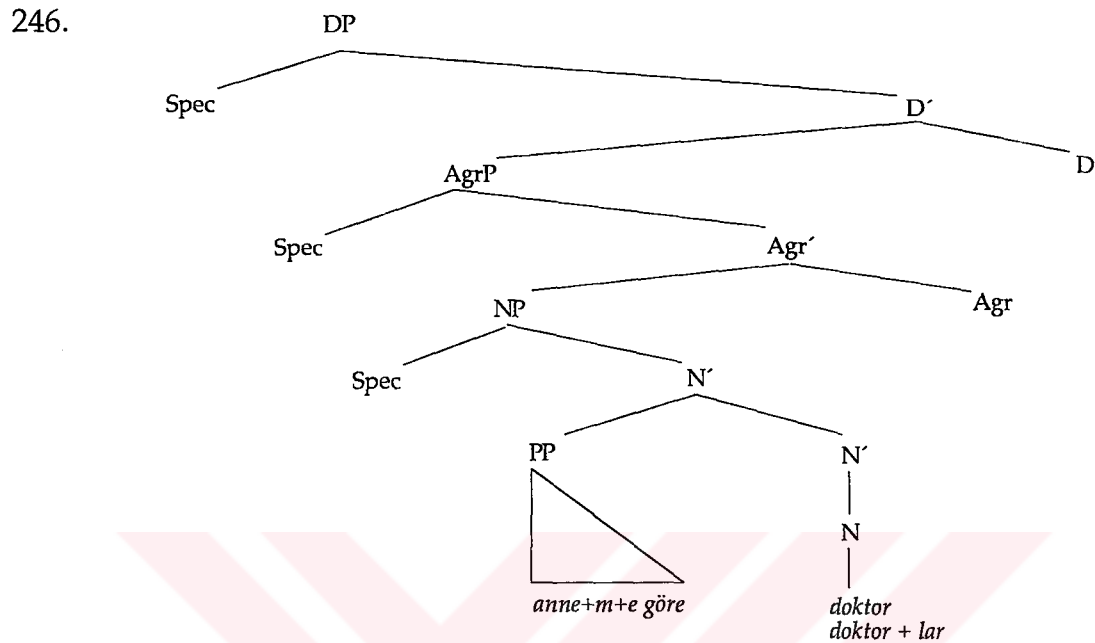 246.
DP
Spec D´
AgrP D
Spec Agr´
NP Agr
Spec N´
PP N´
N
anne+m+e göre doktor
doktor + lar